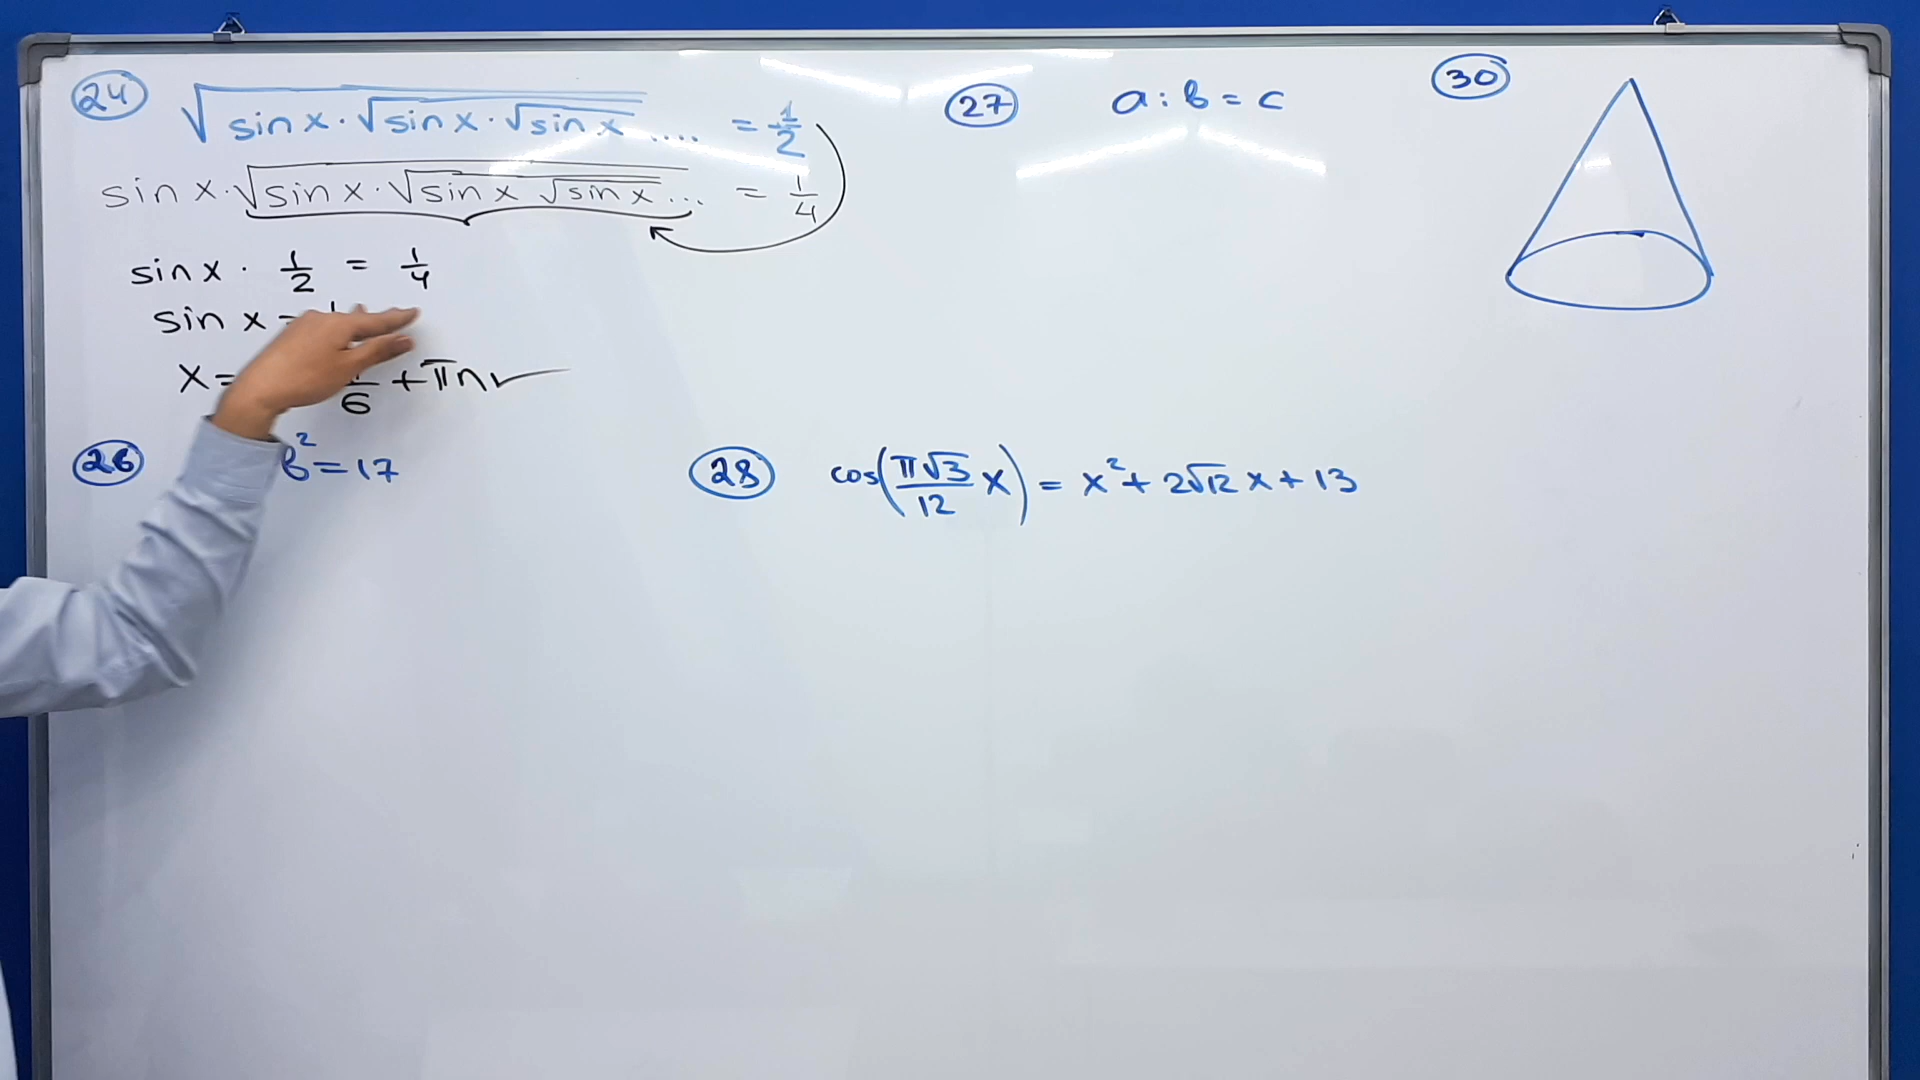 24 √(sin x · √(sin x · √(sin x .... = 1/2
sin x · √(sin x · √(sin x √(sin x ... = 1/4
sin x · 1/2 = 1/4
sin x =
x = 6 + πn
26 b² = 17
27 a : b = c
28 cos(π√3/12 x) = x² + 2√12 x + 13
30